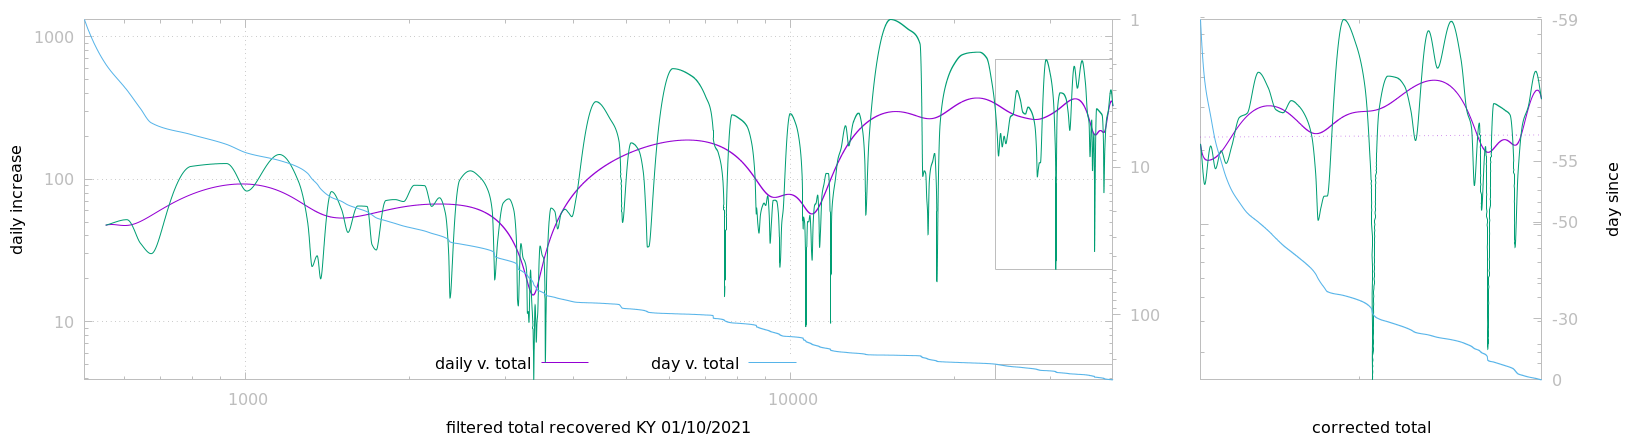 1000
100
10
daily increase
1000
10000
1
10
100
daily v. total
day v. total
filtered total recovered KY 01/10/2021
-59
-55
-50
-30
0
day since
corrected total